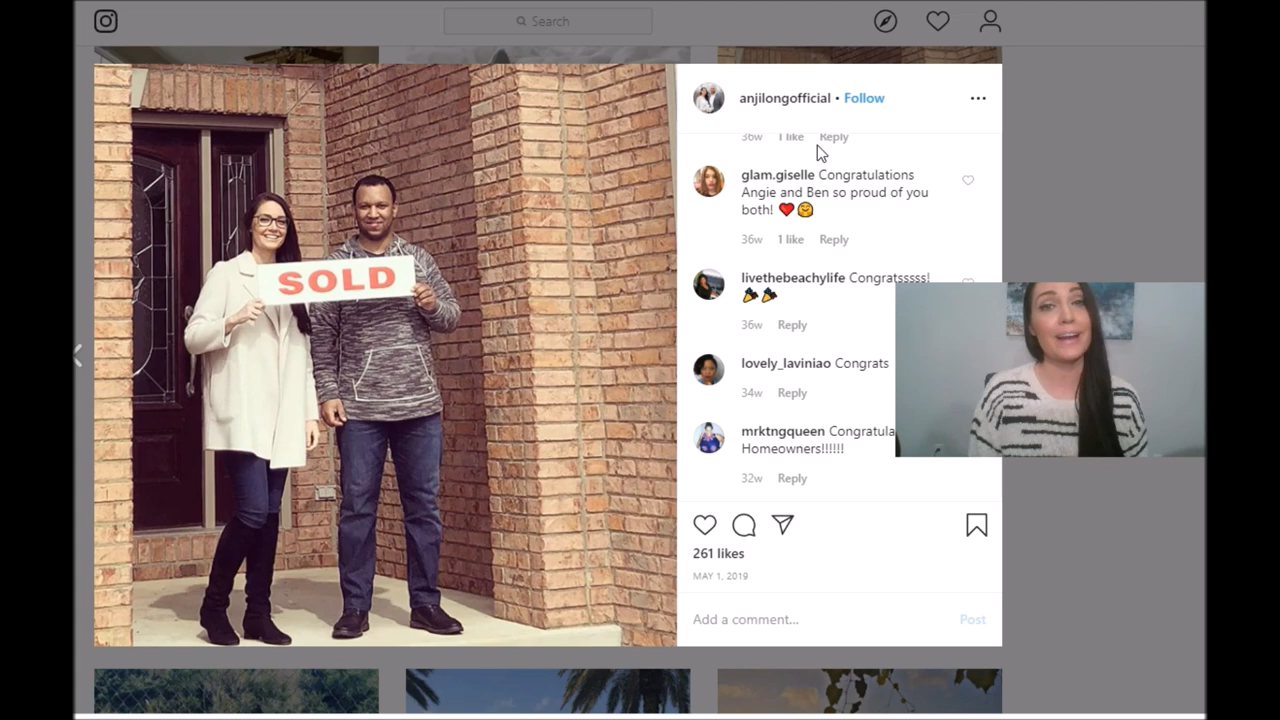 Search
anjilongofficial • Follow
36w 1 like Reply
glam.giselle Congratulations
Angie and Ben so proud of you
both! ❤️🤗
36w 1 like Reply
livethebeachylife Congratsssss!
🎉🎉
36w Reply
lovely_laviniao Congrats
34w Reply
mrktngqueen Congratula
Homeowners!!!!!!
32w Reply
261 likes
MAY 1, 2019
Add a comment... Post
SOLD